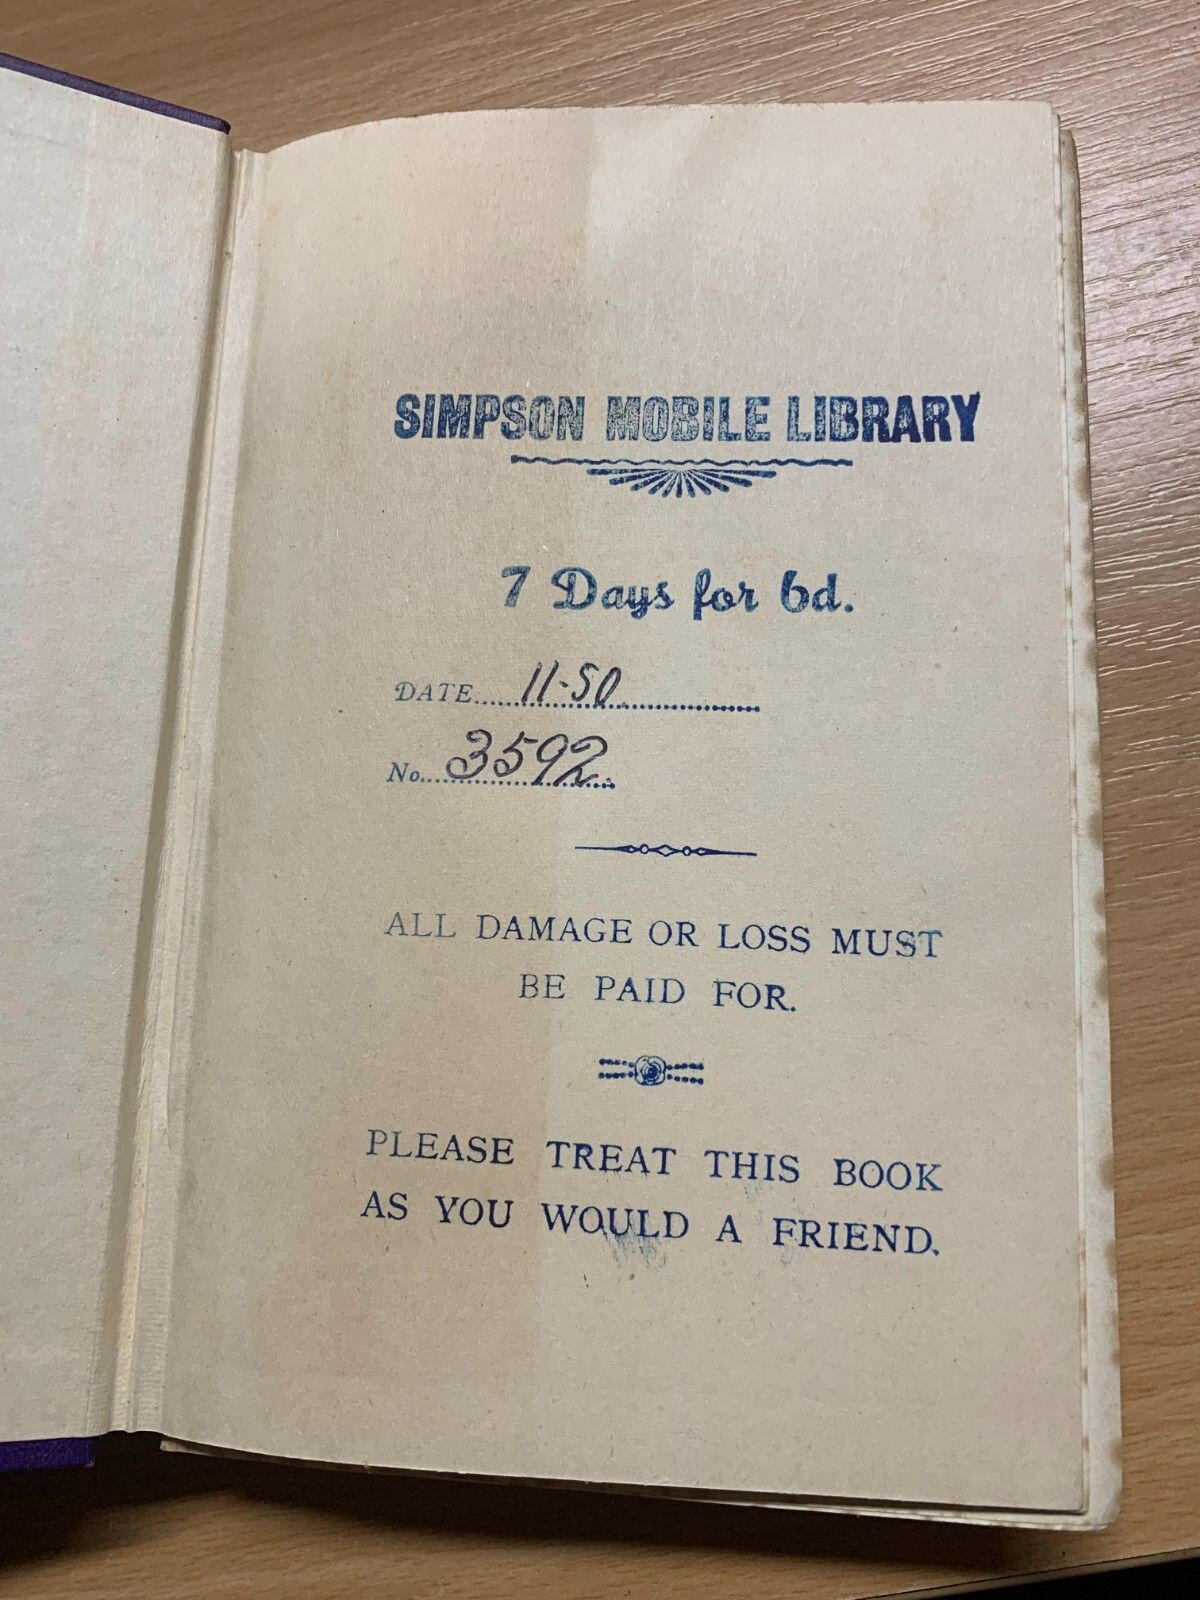 SIMPSON MOBILE LIBRARY
7 Days for 6d.
DATE 11-50
No. 3592
ALL DAMAGE OR LOSS MUST
BE PAID FOR.
PLEASE TREAT THIS BOOK
AS YOU WOULD A FRIEND.